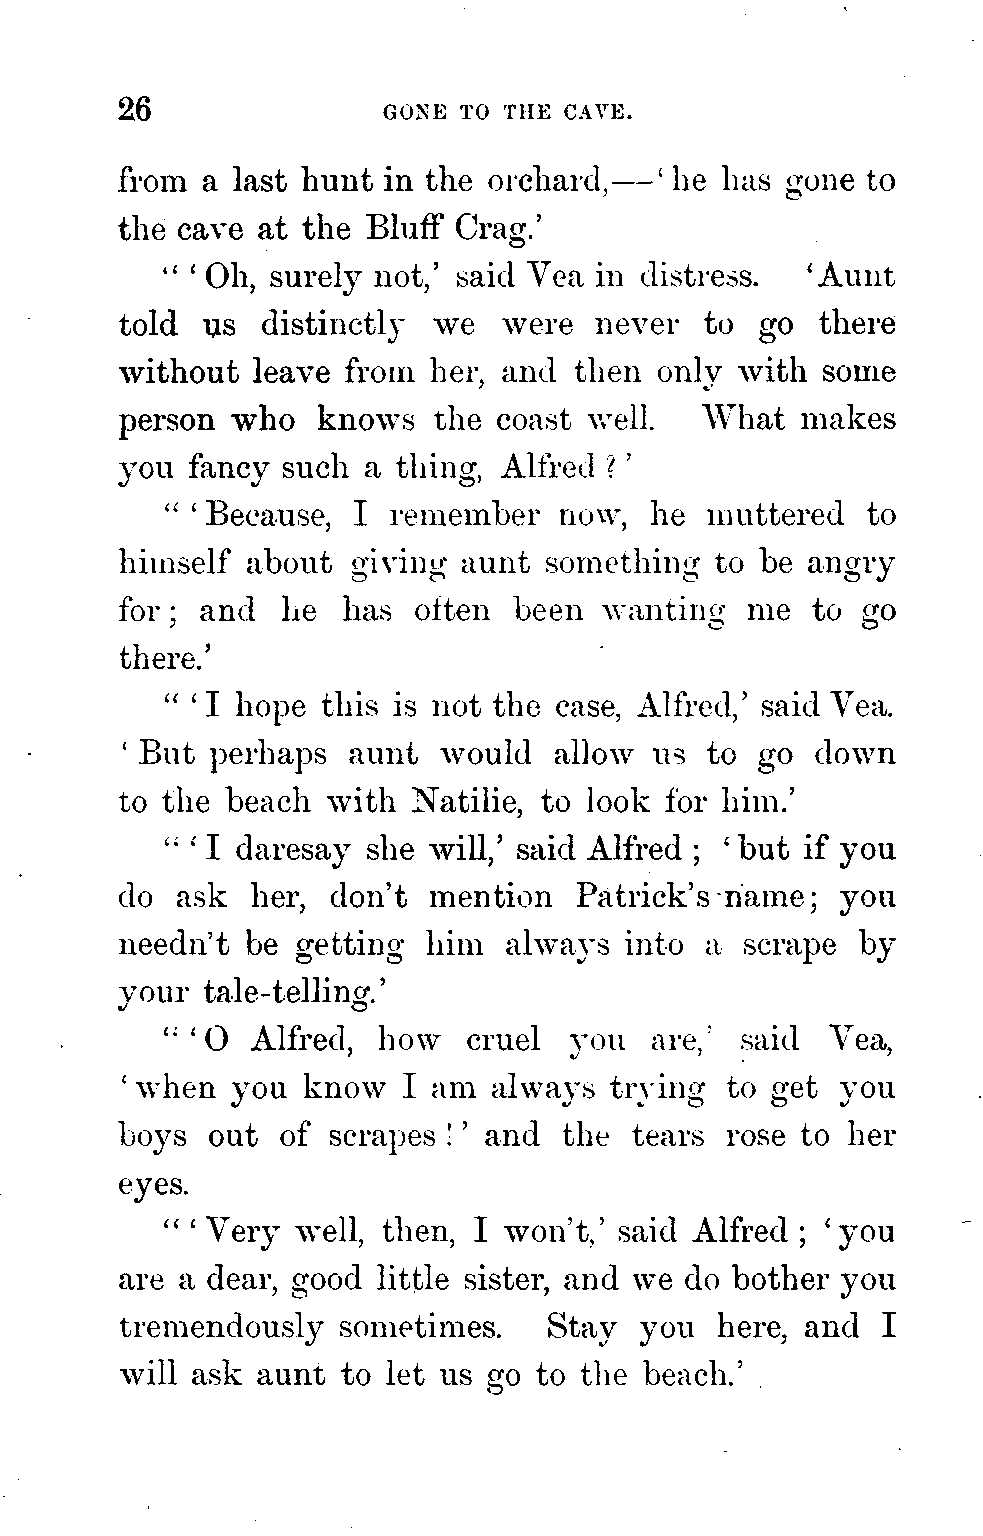 26 GONE TO THE CAVE.
from a last hunt in the orchard,—‘he has gone to
the cave at the Bluff Crag.’
“‘Oh, surely not,’ said Vea in distress. ‘Aunt
told us distinctly we were never to go there
without leave from her, and then only with some
person who knows the coast well. What makes
you fancy such a thing, Alfred?’
“‘Because, I remember now, he muttered to
himself about giving aunt something to be angry
for; and he has often been wanting me to go
there.’
“‘I hope this is not the case, Alfred,’ said Vea.
‘But perhaps aunt would allow us to go down
to the beach with Natilie, to look for him.’
“‘I daresay she will,’ said Alfred; ‘but if you
do ask her, don’t mention Patrick’s name; you
needn’t be getting him always into a scrape by
your tale-telling.’
“‘O Alfred, how cruel you are,’ said Vea,
‘when you know I am always trying to get you
boys out of scrapes!’ and the tears rose to her
eyes.
“‘Very well, then, I won’t,’ said Alfred; ‘you
are a dear, good little sister, and we do bother you
tremendously sometimes. Stay you here, and I
will ask aunt to let us go to the beach.’